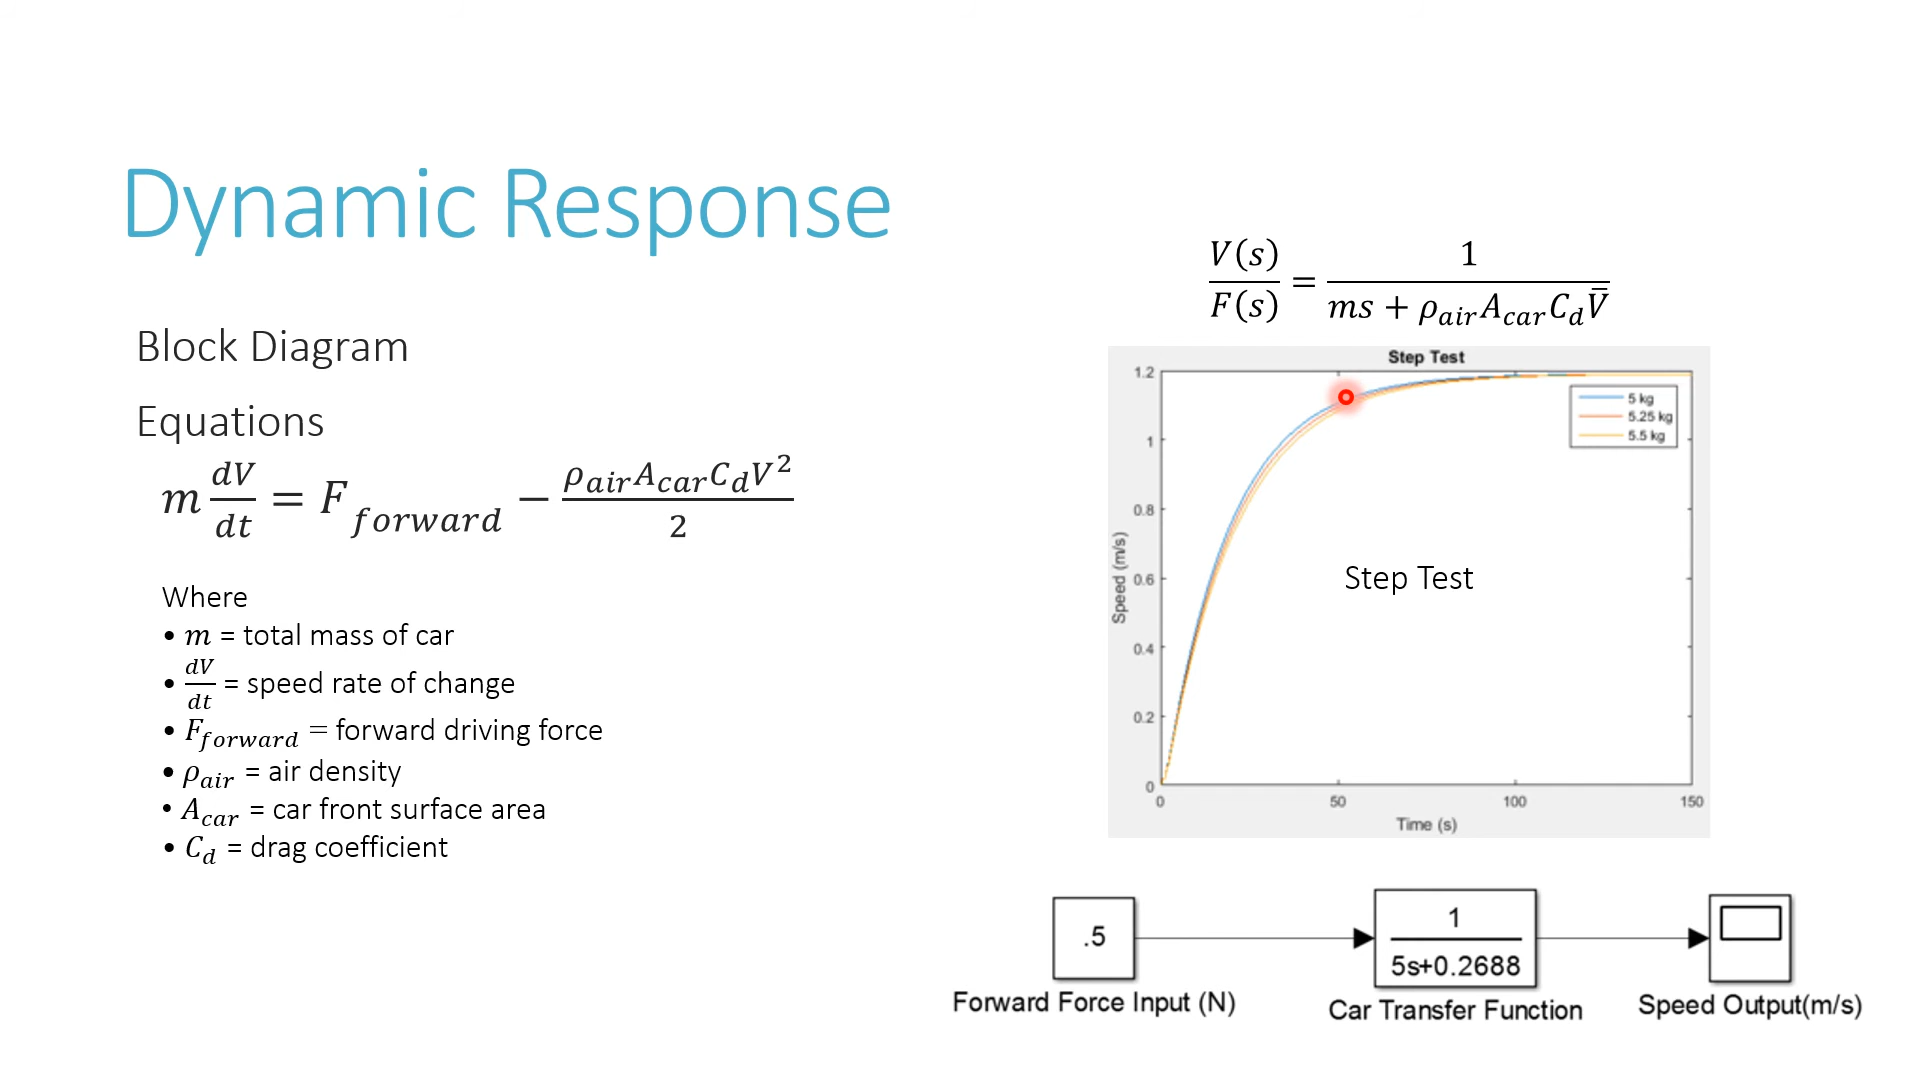 Dynamic Response
Block Diagram
Equations
m dV/dt = F_forward − ρ_air A_car C_d V²/2
Where
• m = total mass of car
• dV/dt = speed rate of change
• F_forward = forward driving force
• ρ_air = air density
• A_car = car front surface area
• C_d = drag coefficient
V(s)/F(s) = 1/(ms + ρ_air A_car C_d V̄)
Step Test
1.2
1
0.8
0.6
0.4
0.2
0
Speed (m/s)
5 kg
5.25 kg
5.5 kg
Step Test
0 50 100 150
Time (s)
.5
Forward Force Input (N)
1
5s+0.2688
Car Transfer Function
Speed Output(m/s)